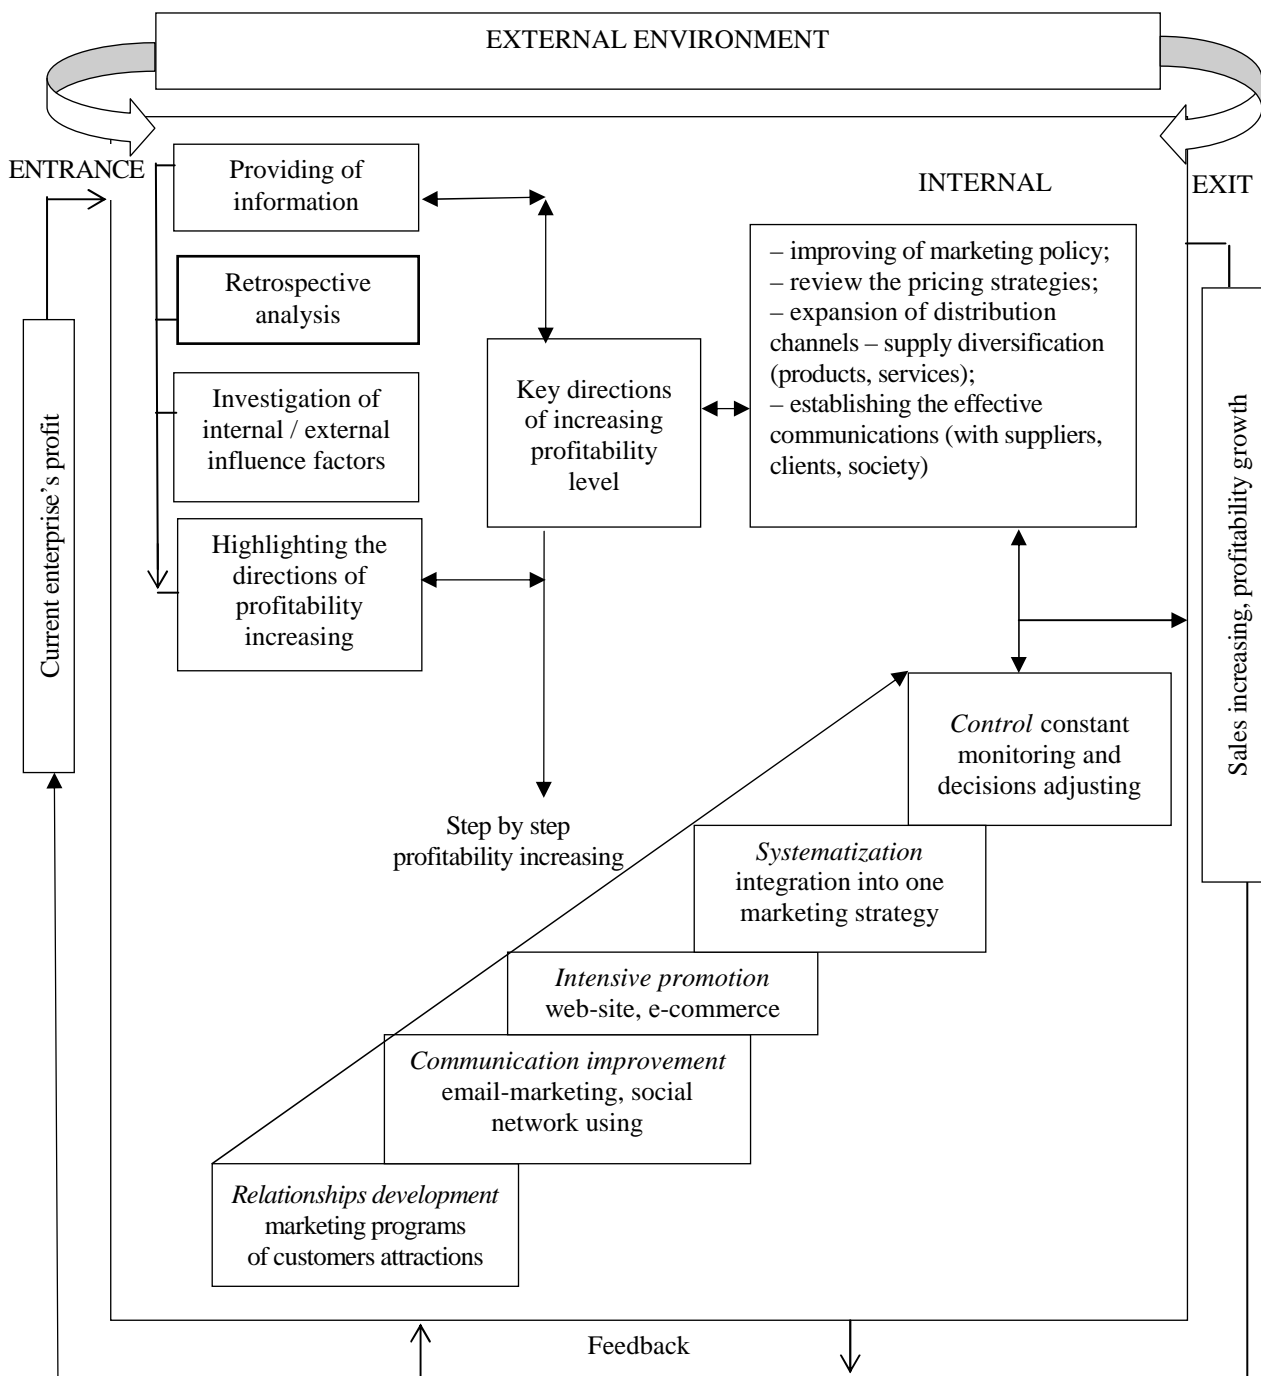 EXTERNAL ENVIRONMENT
ENTRANCE
Providing of
information
INTERNAL
EXIT
Retrospective
analysis
Investigation of
internal / external
influence factors
Highlighting the
directions of
profitability
increasing
Key directions
of increasing
profitability
level
– improving of marketing policy;
– review the pricing strategies;
– expansion of distribution
channels – supply diversification
(products, services);
– establishing the effective
communications (with suppliers,
clients, society)
Current enterprise’s profit
Sales increasing, profitability growth
Step by step
profitability increasing
Control constant
monitoring and
decisions adjusting
Systematization
integration into one
marketing strategy
Intensive promotion
web-site, e-commerce
Communication improvement
email-marketing, social
network using
Relationships development
marketing programs
of customers attractions
Feedback